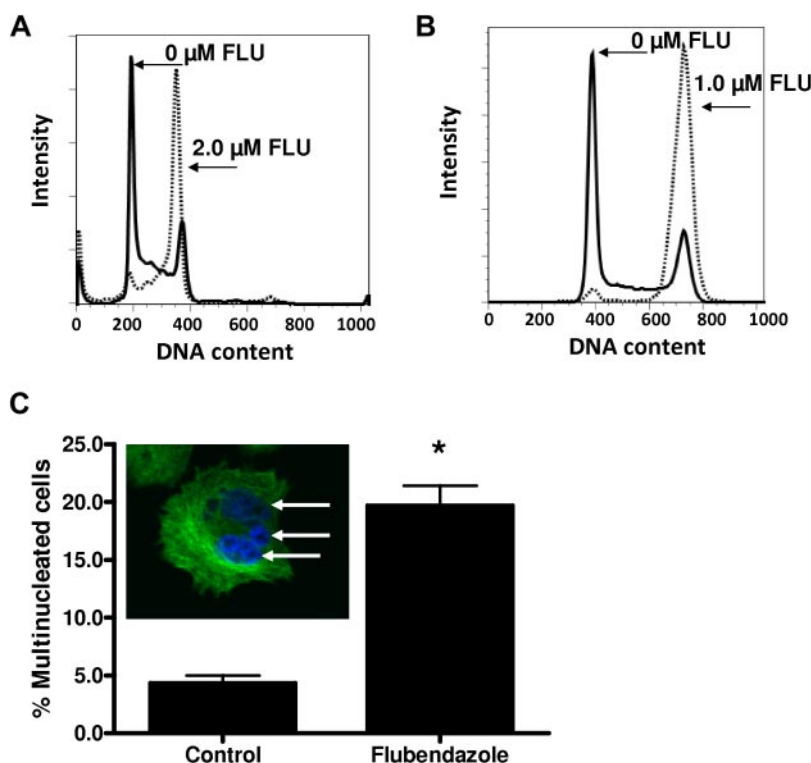 A
0 µM FLU
2.0 µM FLU
Intensity
0 200 400 600 800 1000
DNA content
B
0 µM FLU
1.0 µM FLU
Intensity
0 200 400 600 800 1000
DNA content
C
% Multinucleated cells
25.0
20.0
15.0
10.0
5.0
0.0
*
Control Flubendazole